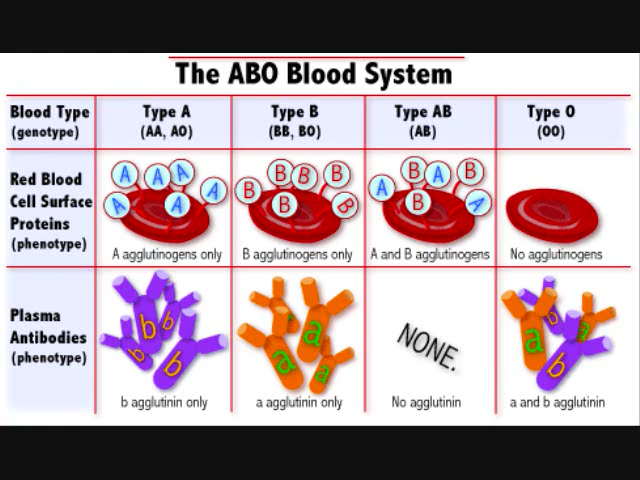 The ABO Blood System
Blood Type
(genotype)
Type A
(AA, AO)
Type B
(BB, BO)
Type AB
(AB)
Type O
(OO)
Red Blood
Cell Surface
Proteins
(phenotype)
A A A A A A
A agglutinogens only
B B B B B B
B agglutinogens only
A B A B B A
A and B agglutinogens
No agglutinogens
Plasma
Antibodies
(phenotype)
b b b b
b agglutinin only
a a a
a agglutinin only
NONE.
No agglutinin
a b a b
a and b agglutinin